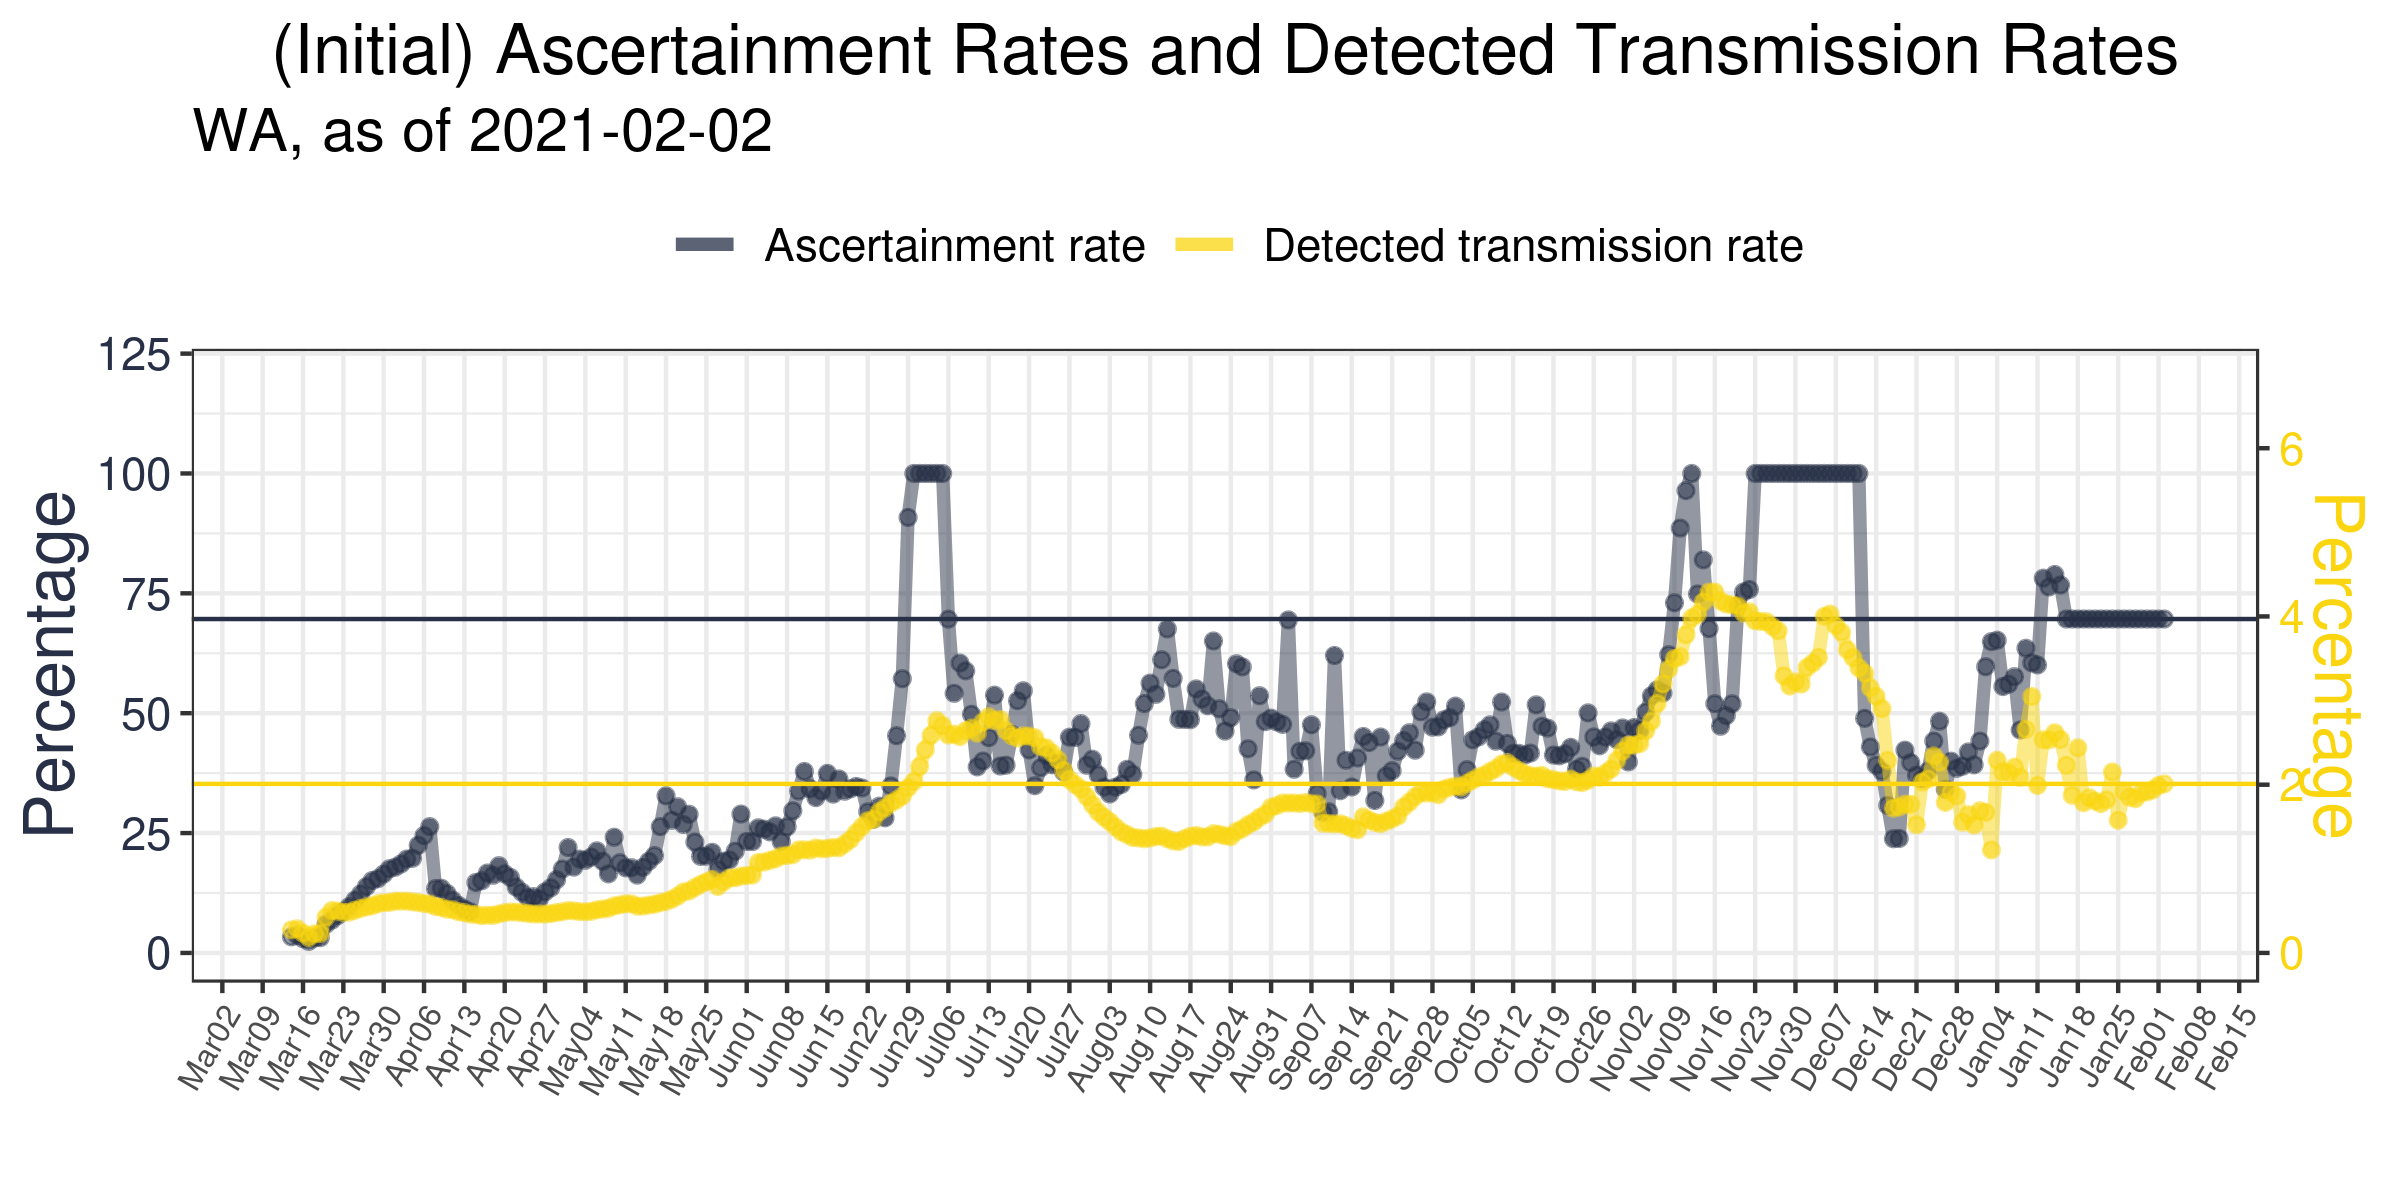 (Initial) Ascertainment Rates and Detected Transmission Rates
WA, as of 2021-02-02
Ascertainment rate
Detected transmission rate
Percentage
125
100
75
50
25
0
6
4
2
0
Percentage
Mar02
Mar09
Mar16
Mar23
Mar30
Apr06
Apr13
Apr20
Apr27
May04
May11
May18
May25
Jun01
Jun08
Jun15
Jun22
Jun29
Jul06
Jul13
Jul20
Jul27
Aug03
Aug10
Aug17
Aug24
Aug31
Sep07
Sep14
Sep21
Sep28
Oct05
Oct12
Oct19
Oct26
Nov02
Nov09
Nov16
Nov23
Nov30
Dec07
Dec14
Dec21
Dec28
Jan04
Jan11
Jan18
Jan25
Feb01
Feb08
Feb15